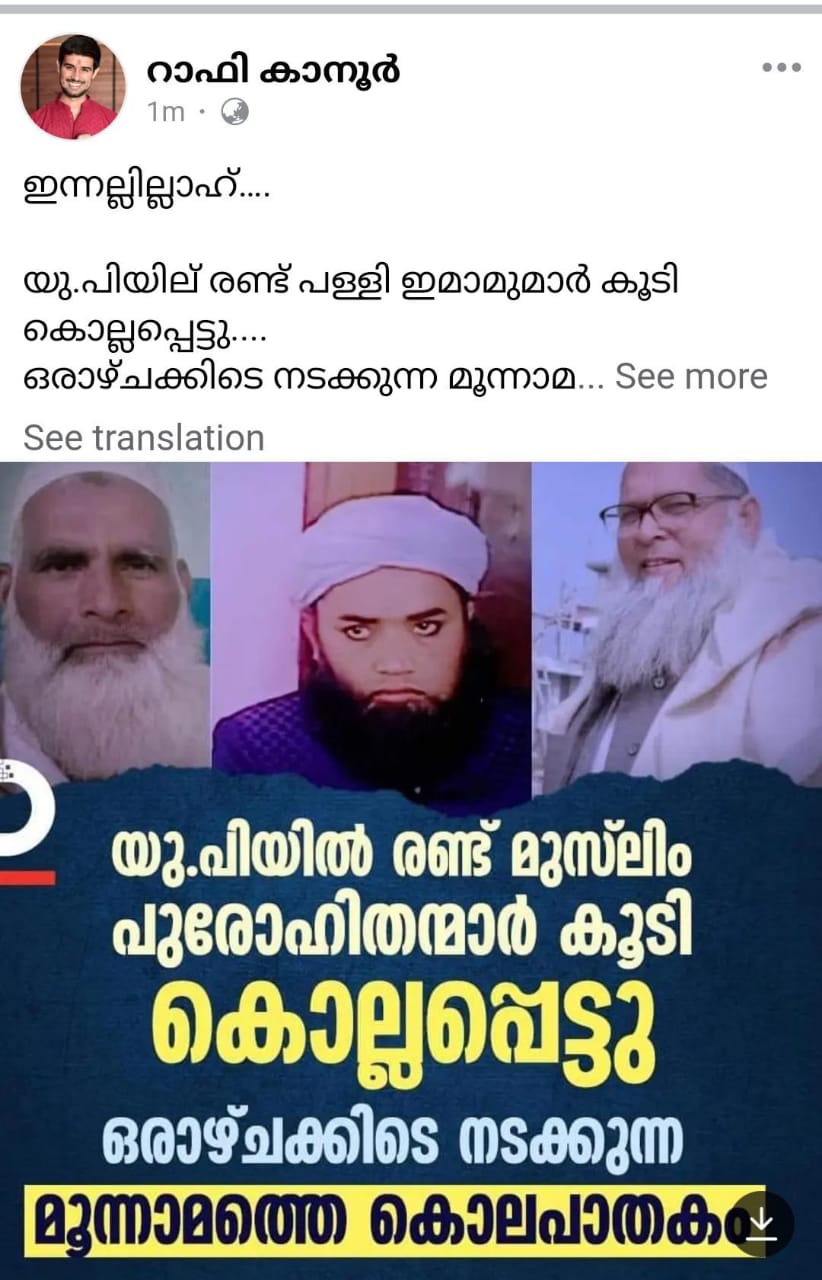 റാഫി കാനൂർ
1m ·
ഇന്നല്ലില്ലാഹ്....
യു.പിയില് രണ്ട് പള്ളി ഇമാമുമാർ കൂടി
കൊല്ലപ്പെട്ടു....
ഒരാഴ്ചക്കിടെ നടക്കുന്ന മൂന്നാമ... See more
See translation
യു.പിയിൽ രണ്ട് മുസ്‌ലിം
പുരോഹിതന്മാർ കൂടി
കൊല്ലപ്പെട്ടു
ഒരാഴ്ചക്കിടെ നടക്കുന്ന
മൂന്നാമത്തെ കൊലപാതകം